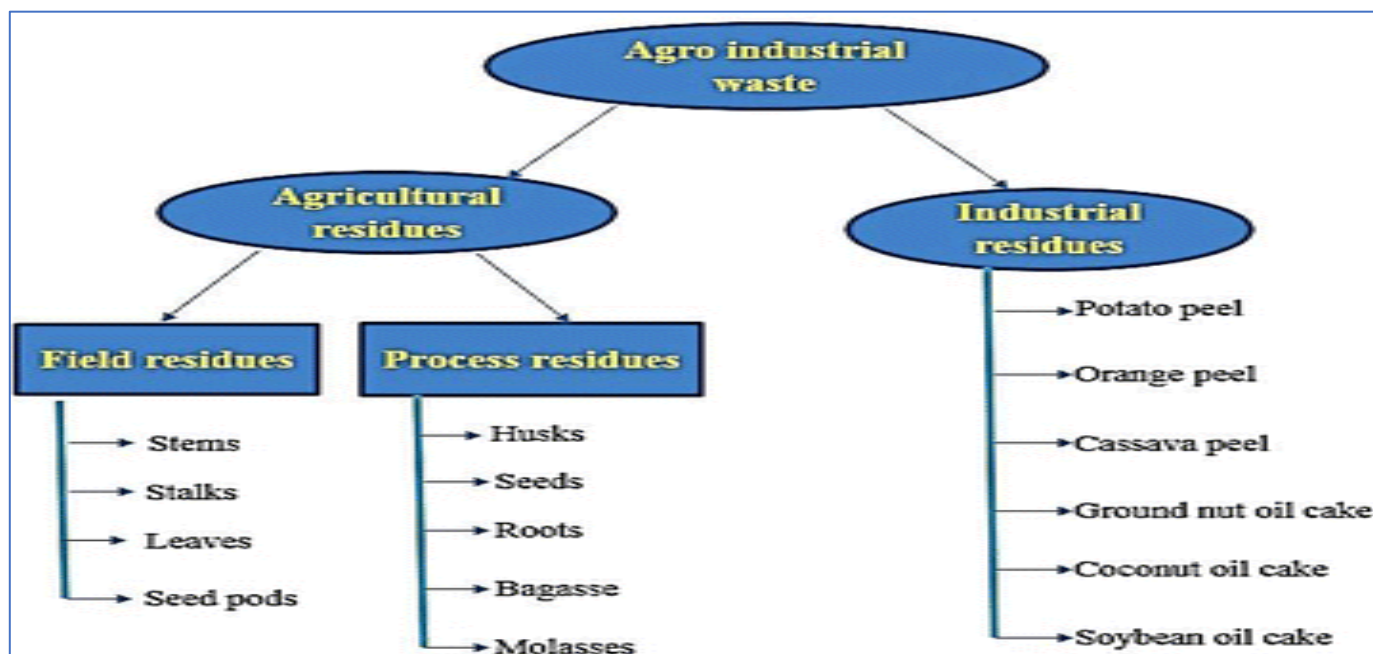 Agro industrial
waste
Agricultural
residues
Industrial
residues
Field residues
Process residues
Stems
Stalks
Leaves
Seed pods
Husks
Seeds
Roots
Bagasse
Molasses
Potato peel
Orange peel
Cassava peel
Ground nut oil cake
Coconut oil cake
Soybean oil cake